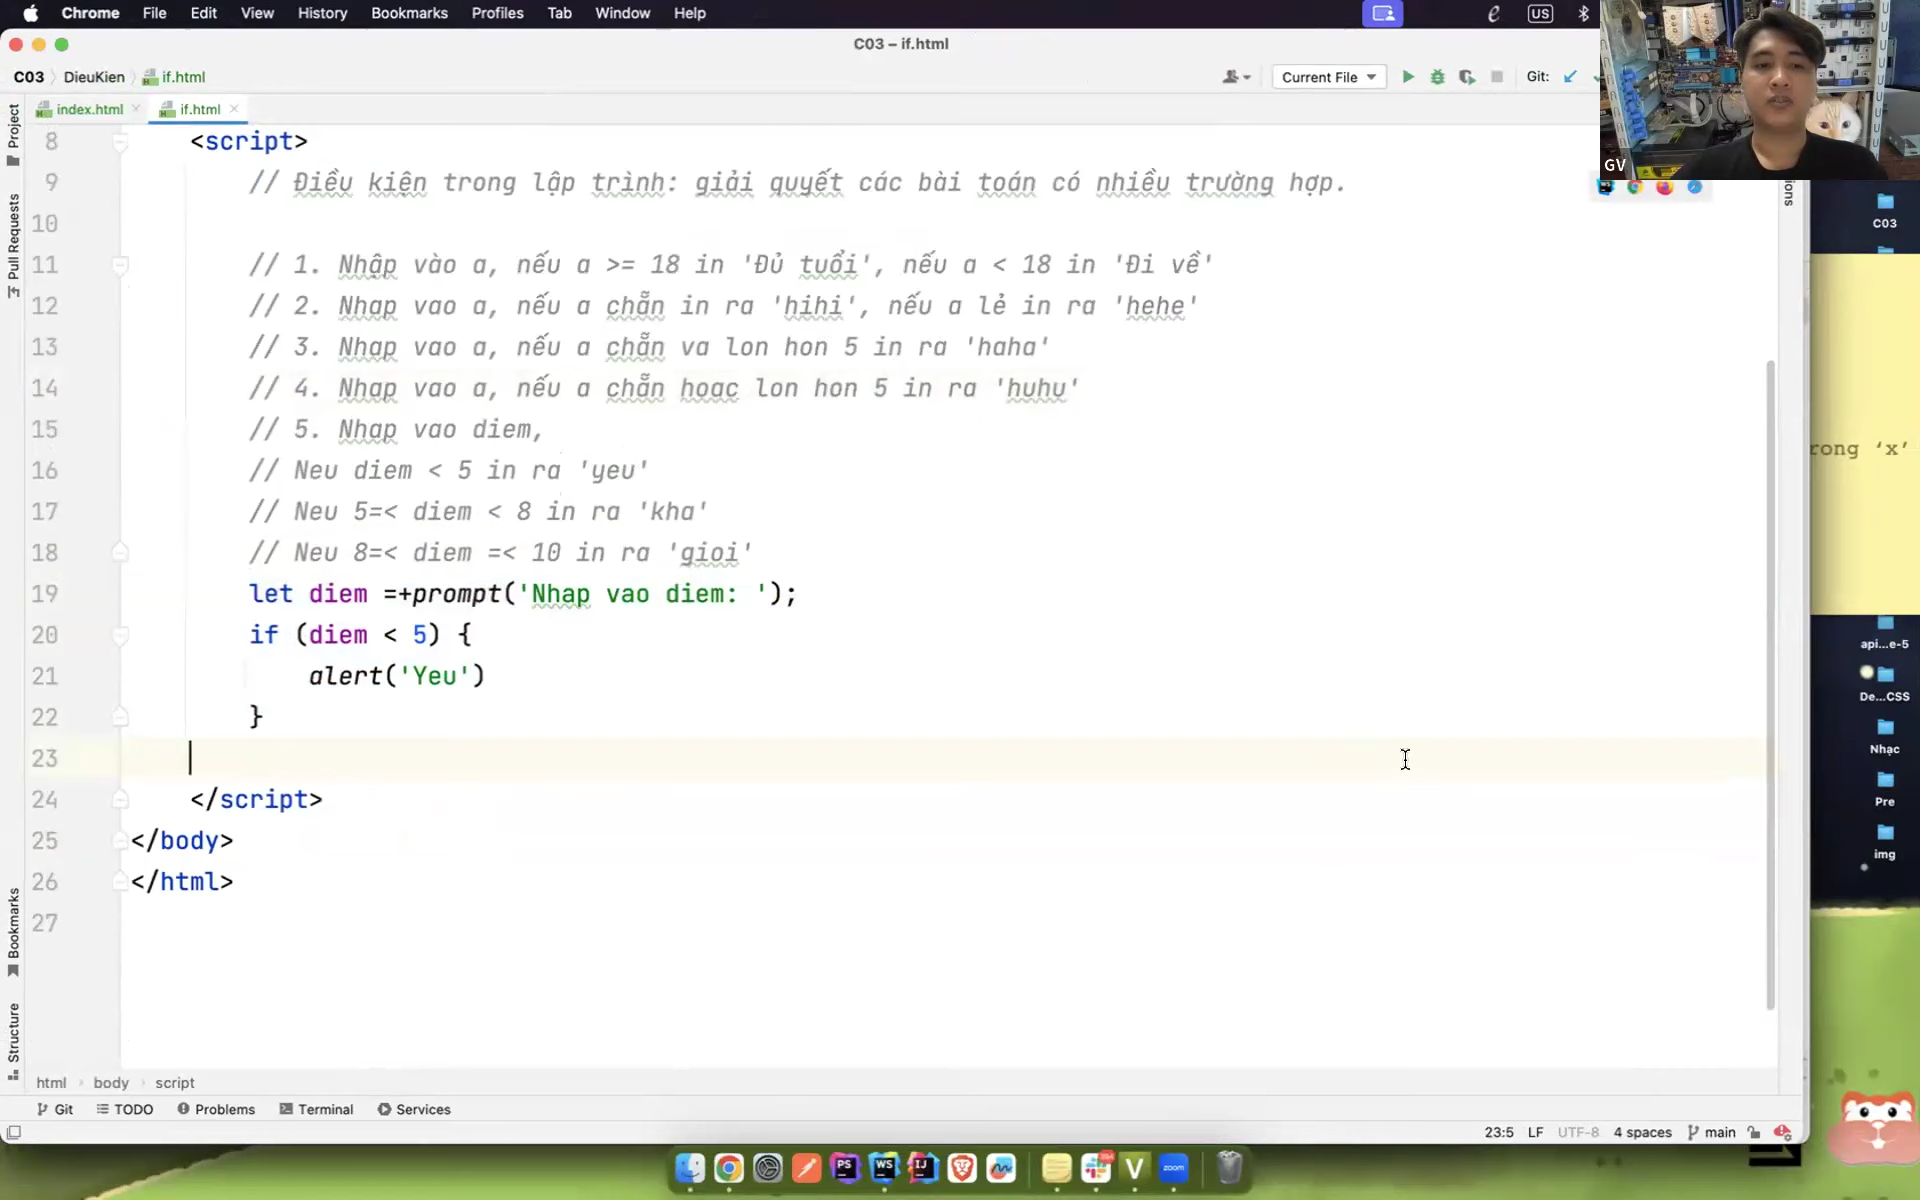 Chrome File Edit View History Bookmarks Profiles Tab Window Help US
C03 – if.html
C03 DieuKien if.html Current File Git:
index.html if.html
GV
Project
Pull Requests
Bookmarks
Structure
8 <script>
9 // Điều kiện trong lập trình: giải quyết các bài toán có nhiều trường hợp.
10
11 // 1. Nhập vào a, nếu a >= 18 in 'Đủ tuổi', nếu a < 18 in 'Đi về'
12 // 2. Nhap vao a, nếu a chẵn in ra 'hihi', nếu a lẻ in ra 'hehe'
13 // 3. Nhap vao a, nếu a chẵn va lon hon 5 in ra 'haha'
14 // 4. Nhap vao a, nếu a chẵn hoac lon hon 5 in ra 'huhu'
15 // 5. Nhap vao diem,
16 // Neu diem < 5 in ra 'yeu'
17 // Neu 5=< diem < 8 in ra 'kha'
18 // Neu 8=< diem =< 10 in ra 'gioi'
19 let diem =+prompt('Nhap vao diem: ');
20 if (diem < 5) {
21 alert('Yeu')
22 }
23
24 </script>
25 </body>
26 </html>
27
html body script
Git TODO Problems Terminal Services
23:5 LF UTF-8 4 spaces main
ions
C03
rong ‘x’
api...e-5
De...CSS
Nhạc
Pre
img
PS WS IJ V zoom